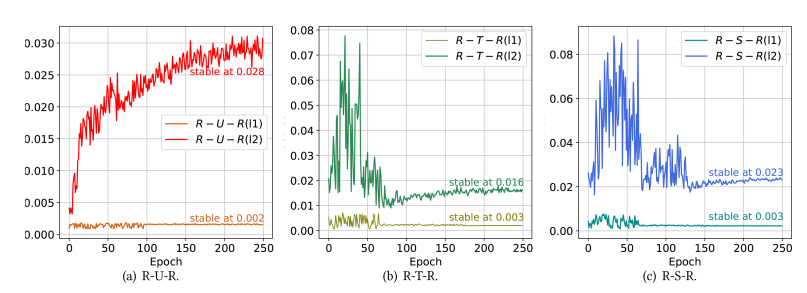 0.030
0.025
0.020
0.015
0.010
0.005
0.000
stable at 0.028
R − U − R(l1)
R − U − R(l2)
stable at 0.002
0 50 100 150 200 250
Epoch
(a) R-U-R.
0.08
0.07
0.06
0.05
0.04
0.03
0.02
0.01
0.00
R − T − R(l1)
R − T − R(l2)
stable at 0.016
stable at 0.003
0 50 100 150 200 250
Epoch
(b) R-T-R.
0.08
0.06
0.04
0.02
0.00
R − S − R(l1)
R − S − R(l2)
stable at 0.023
stable at 0.003
0 50 100 150 200 250
Epoch
(c) R-S-R.